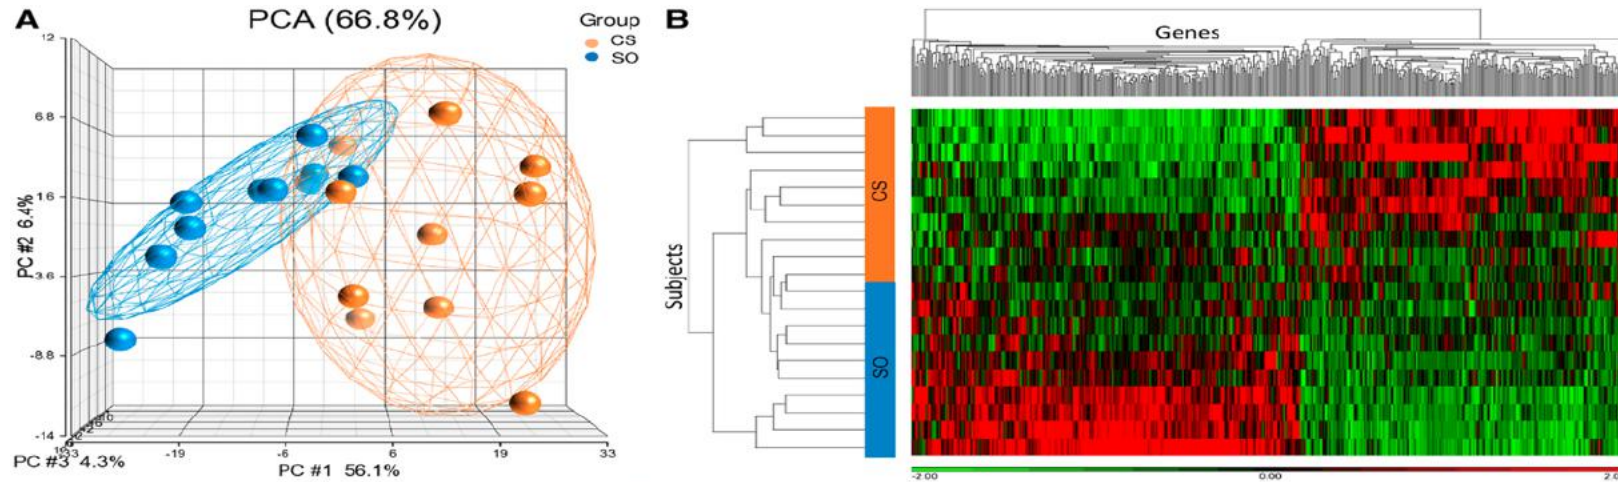 A
PCA (66.8%)
Group
CS
SO
12
6.8
1.6
-3.6
-8.8
-14
PC #2 6.4%
-19
-6
6
19
33
PC #3 4.3%
PC #1 56.1%
B
Genes
Subjects
CS
SO
-2.00
0.00